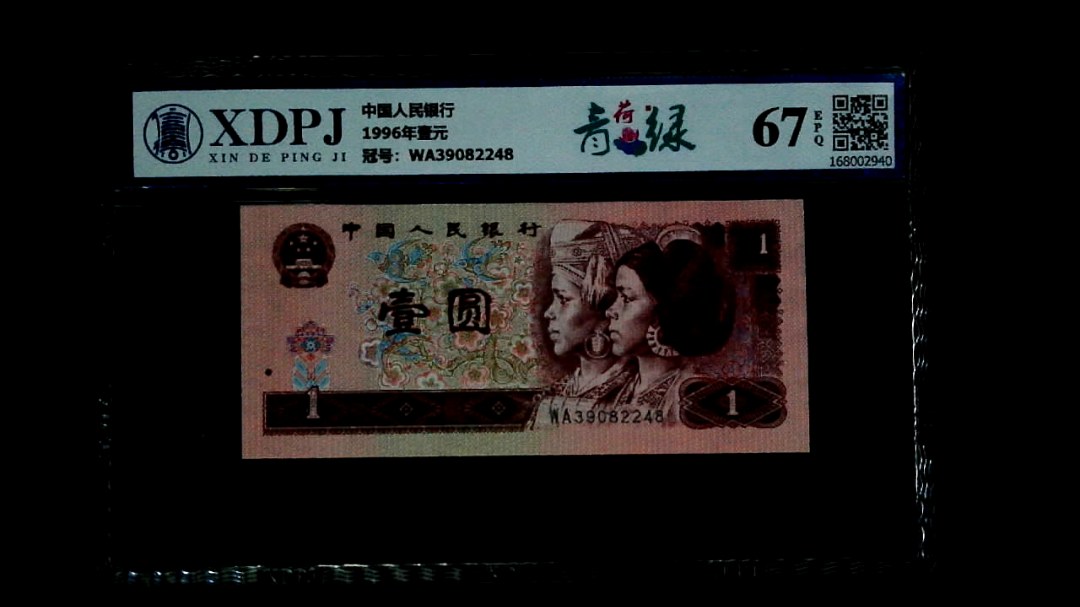 XDPJ
XIN DE PING JI
中国人民银行
1996年壹元
冠号：WA39082248
青荷绿
67
EPQ
168002940
中国人民银行
1
壹圆
1
WA39082248
1